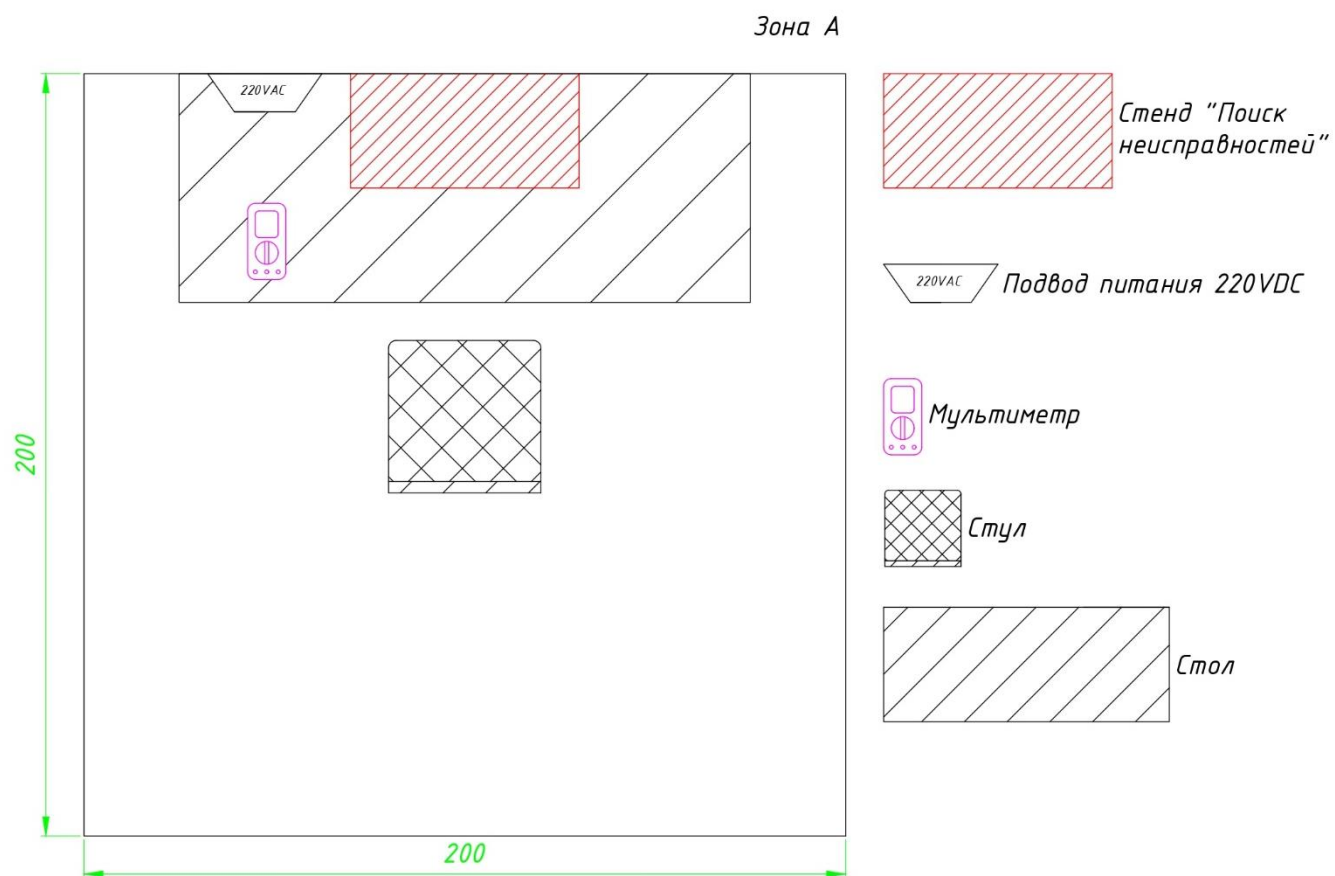 Зона А
220VAC
Стенд "Поиск
неисправностей"
220VAC
Подвод питания 220VDC
Мультиметр
200
Стул
Стол
200